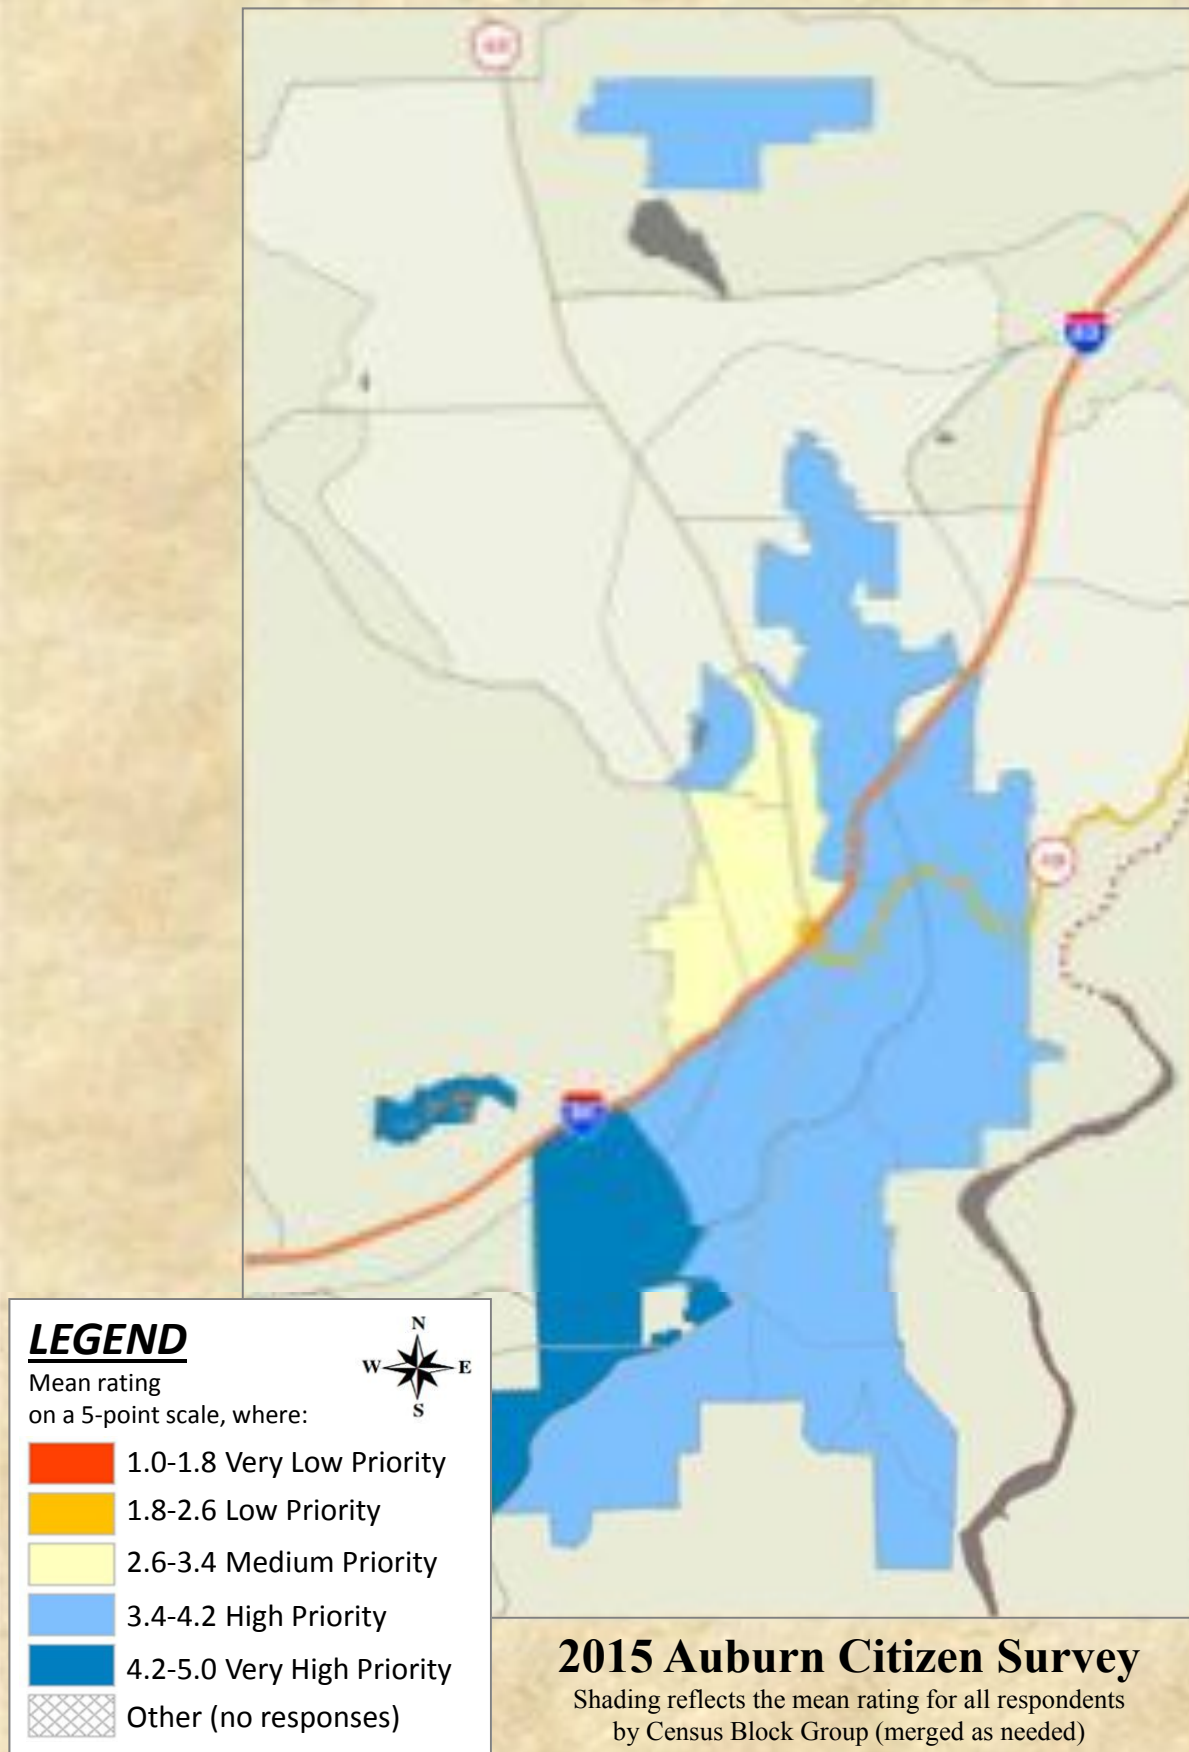 LEGEND
N
W E
S
Mean rating
on a 5-point scale, where:
1.0-1.8 Very Low Priority
1.8-2.6 Low Priority
2.6-3.4 Medium Priority
3.4-4.2 High Priority
4.2-5.0 Very High Priority
Other (no responses)
2015 Auburn Citizen Survey
Shading reflects the mean rating for all respondents
by Census Block Group (merged as needed)